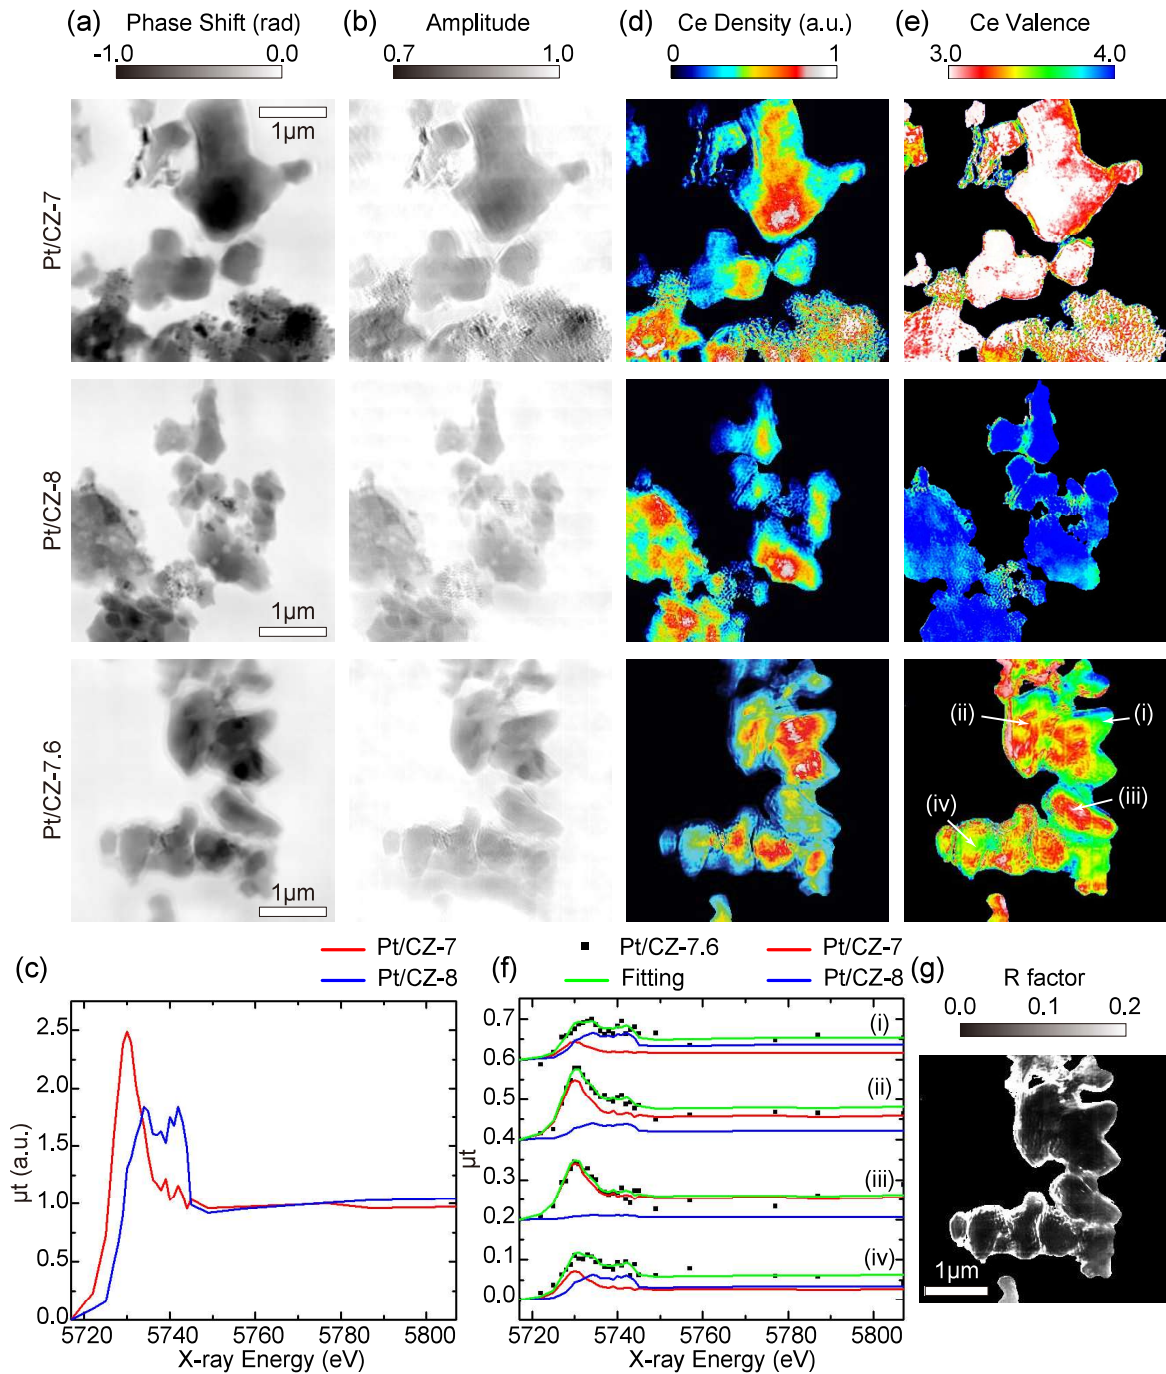 (a) Phase Shift (rad)
-1.0 0.0
(b) Amplitude
0.7 1.0
(d) Ce Density (a.u.)
0 1
(e) Ce Valence
3.0 4.0
Pt/CZ-7
1μm
Pt/CZ-8
1μm
Pt/CZ-7.6
1μm
(i)
(ii)
(iii)
(iv)
(c)
Pt/CZ-7
Pt/CZ-8
μt (a.u.)
2.5
2.0
1.5
1.0
0.5
0.0
5720 5740 5760 5780 5800
X-ray Energy (eV)
(f)
Pt/CZ-7.6 Pt/CZ-7
Fitting Pt/CZ-8
μt
0.7
0.6
0.5
0.4
0.3
0.2
0.1
0.0
(i)
(ii)
(iii)
(iv)
5720 5740 5760 5780 5800
X-ray Energy (eV)
(g)
R factor
0.0 0.1 0.2
1μm